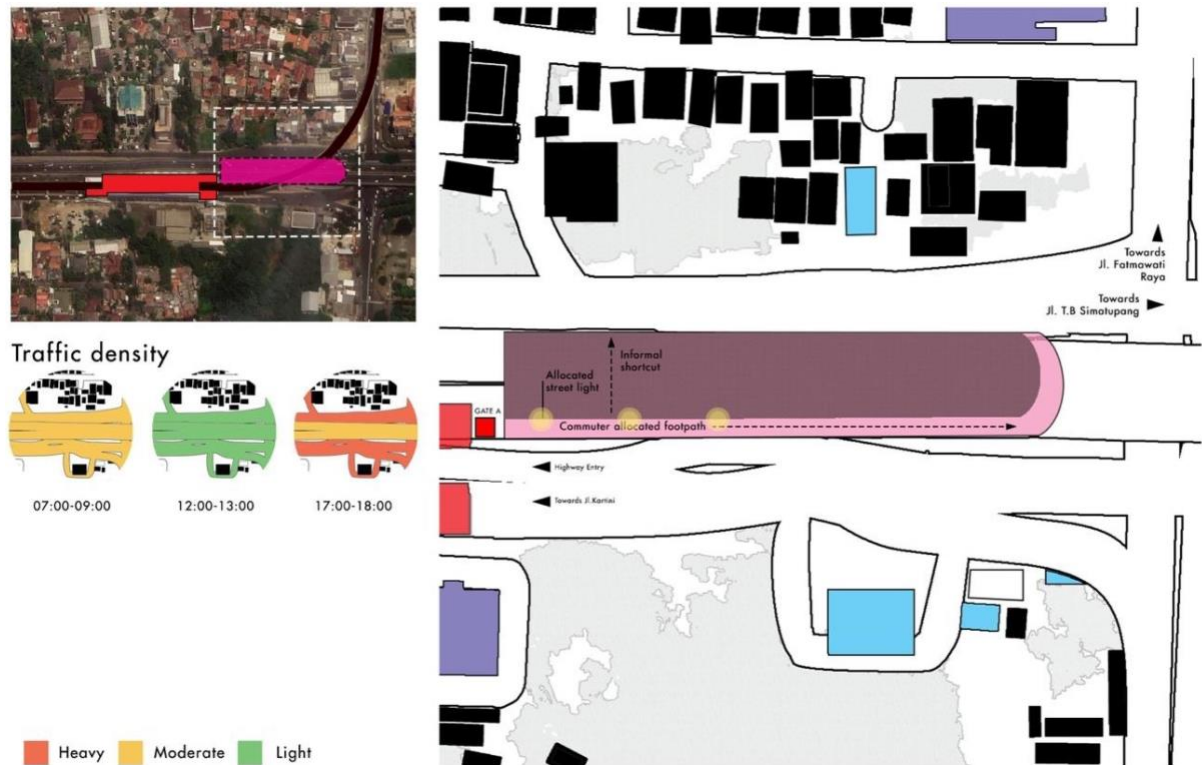 Traffic density
07:00-09:00
12:00-13:00
17:00-18:00
Heavy
Moderate
Light
Towards
Jl. Fatmawati
Raya
Towards
Jl. T.B Simatupang
Informal
shortcut
Allocated
street light
GATE A
Commuter allocated footpath
Highway Entry
Towards Jl.Kartini